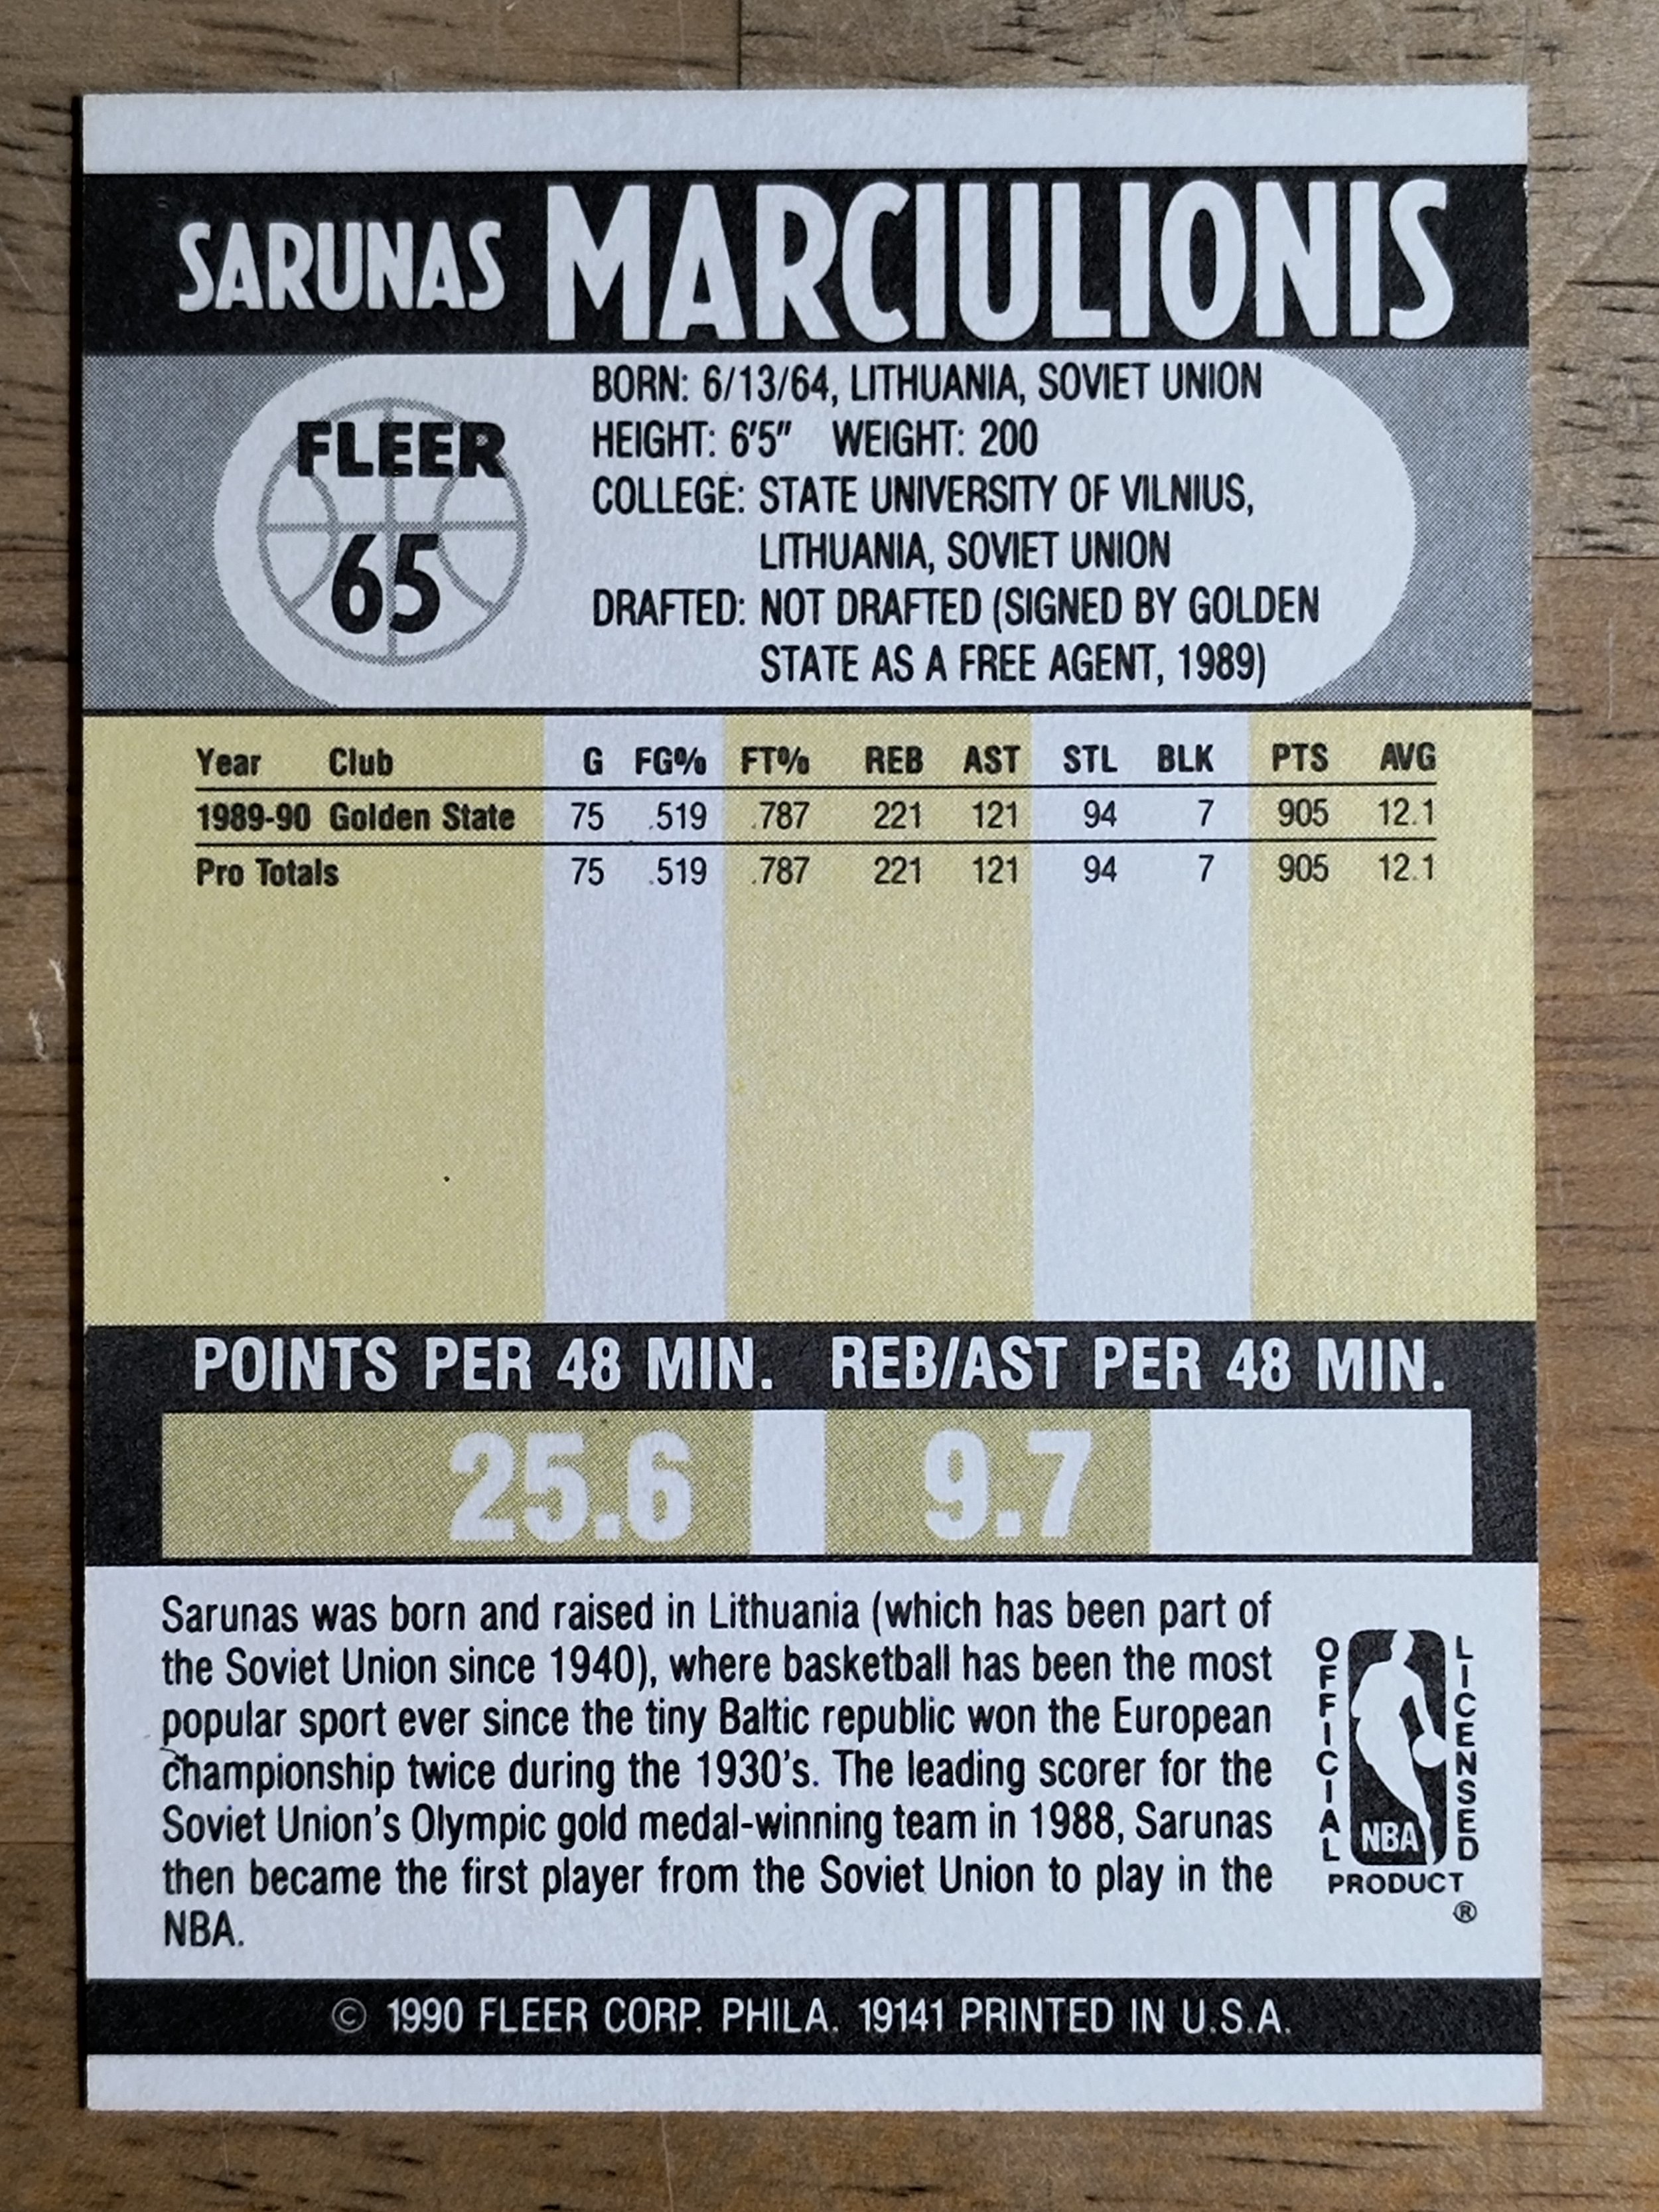 SARUNAS MARCIULIONIS
FLEER
65
BORN: 6/13/64, LITHUANIA, SOVIET UNION
HEIGHT: 6'5" WEIGHT: 200
COLLEGE: STATE UNIVERSITY OF VILNIUS,
LITHUANIA, SOVIET UNION
DRAFTED: NOT DRAFTED (SIGNED BY GOLDEN
STATE AS A FREE AGENT, 1989)
Year Club G FG% FT% REB AST STL BLK PTS AVG
1989-90 Golden State 75 .519 .787 221 121 94 7 905 12.1
Pro Totals 75 .519 .787 221 121 94 7 905 12.1
POINTS PER 48 MIN. REB/AST PER 48 MIN.
25.6 9.7
Sarunas was born and raised in Lithuania (which has been part of
the Soviet Union since 1940), where basketball has been the most
popular sport ever since the tiny Baltic republic won the European
championship twice during the 1930's. The leading scorer for the
Soviet Union's Olympic gold medal-winning team in 1988, Sarunas
then became the first player from the Soviet Union to play in the
NBA.
OFFICIAL
NBA
LICENSED
PRODUCT
®
© 1990 FLEER CORP. PHILA. 19141 PRINTED IN U.S.A.